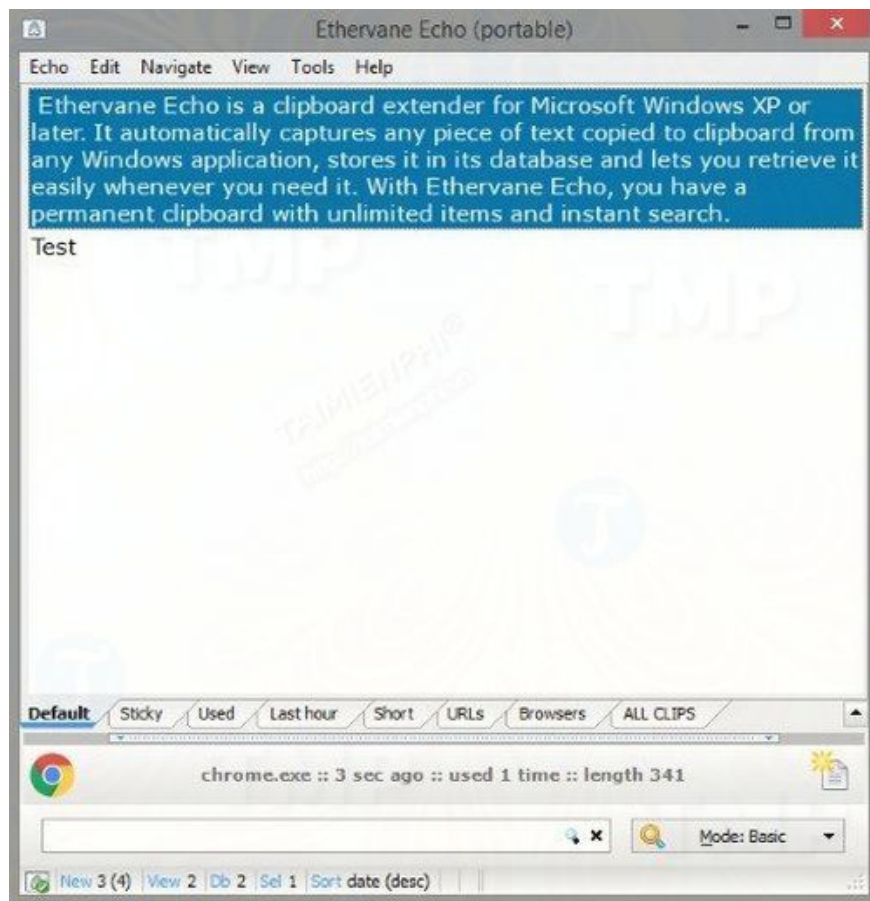 Ethervane Echo (portable)
Echo Edit Navigate View Tools Help
Ethervane Echo is a clipboard extender for Microsoft Windows XP or
later. It automatically captures any piece of text copied to clipboard from
any Windows application, stores it in its database and lets you retrieve it
easily whenever you need it. With Ethervane Echo, you have a
permanent clipboard with unlimited items and instant search.
Test
TMP
TMP
TAIMIENPHI®
Default Sticky Used Last hour Short URLs Browsers ALL CLIPS
chrome.exe :: 3 sec ago :: used 1 time :: length 341
Mode: Basic
New 3 (4) View 2 Db 2 Sel 1 Sort date (desc)